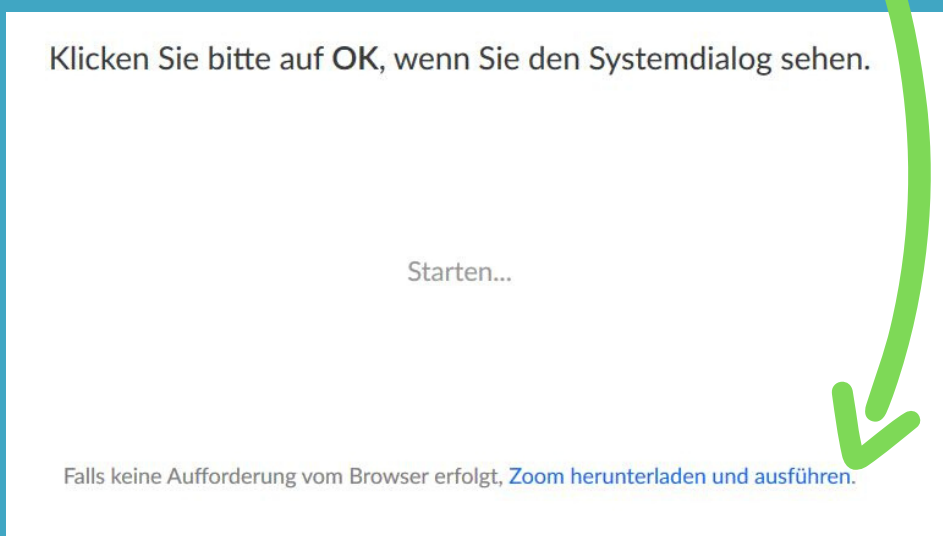 Klicken Sie bitte auf OK, wenn Sie den Systemdialog sehen.
Starten...
Falls keine Aufforderung vom Browser erfolgt, Zoom herunterladen und ausführen.